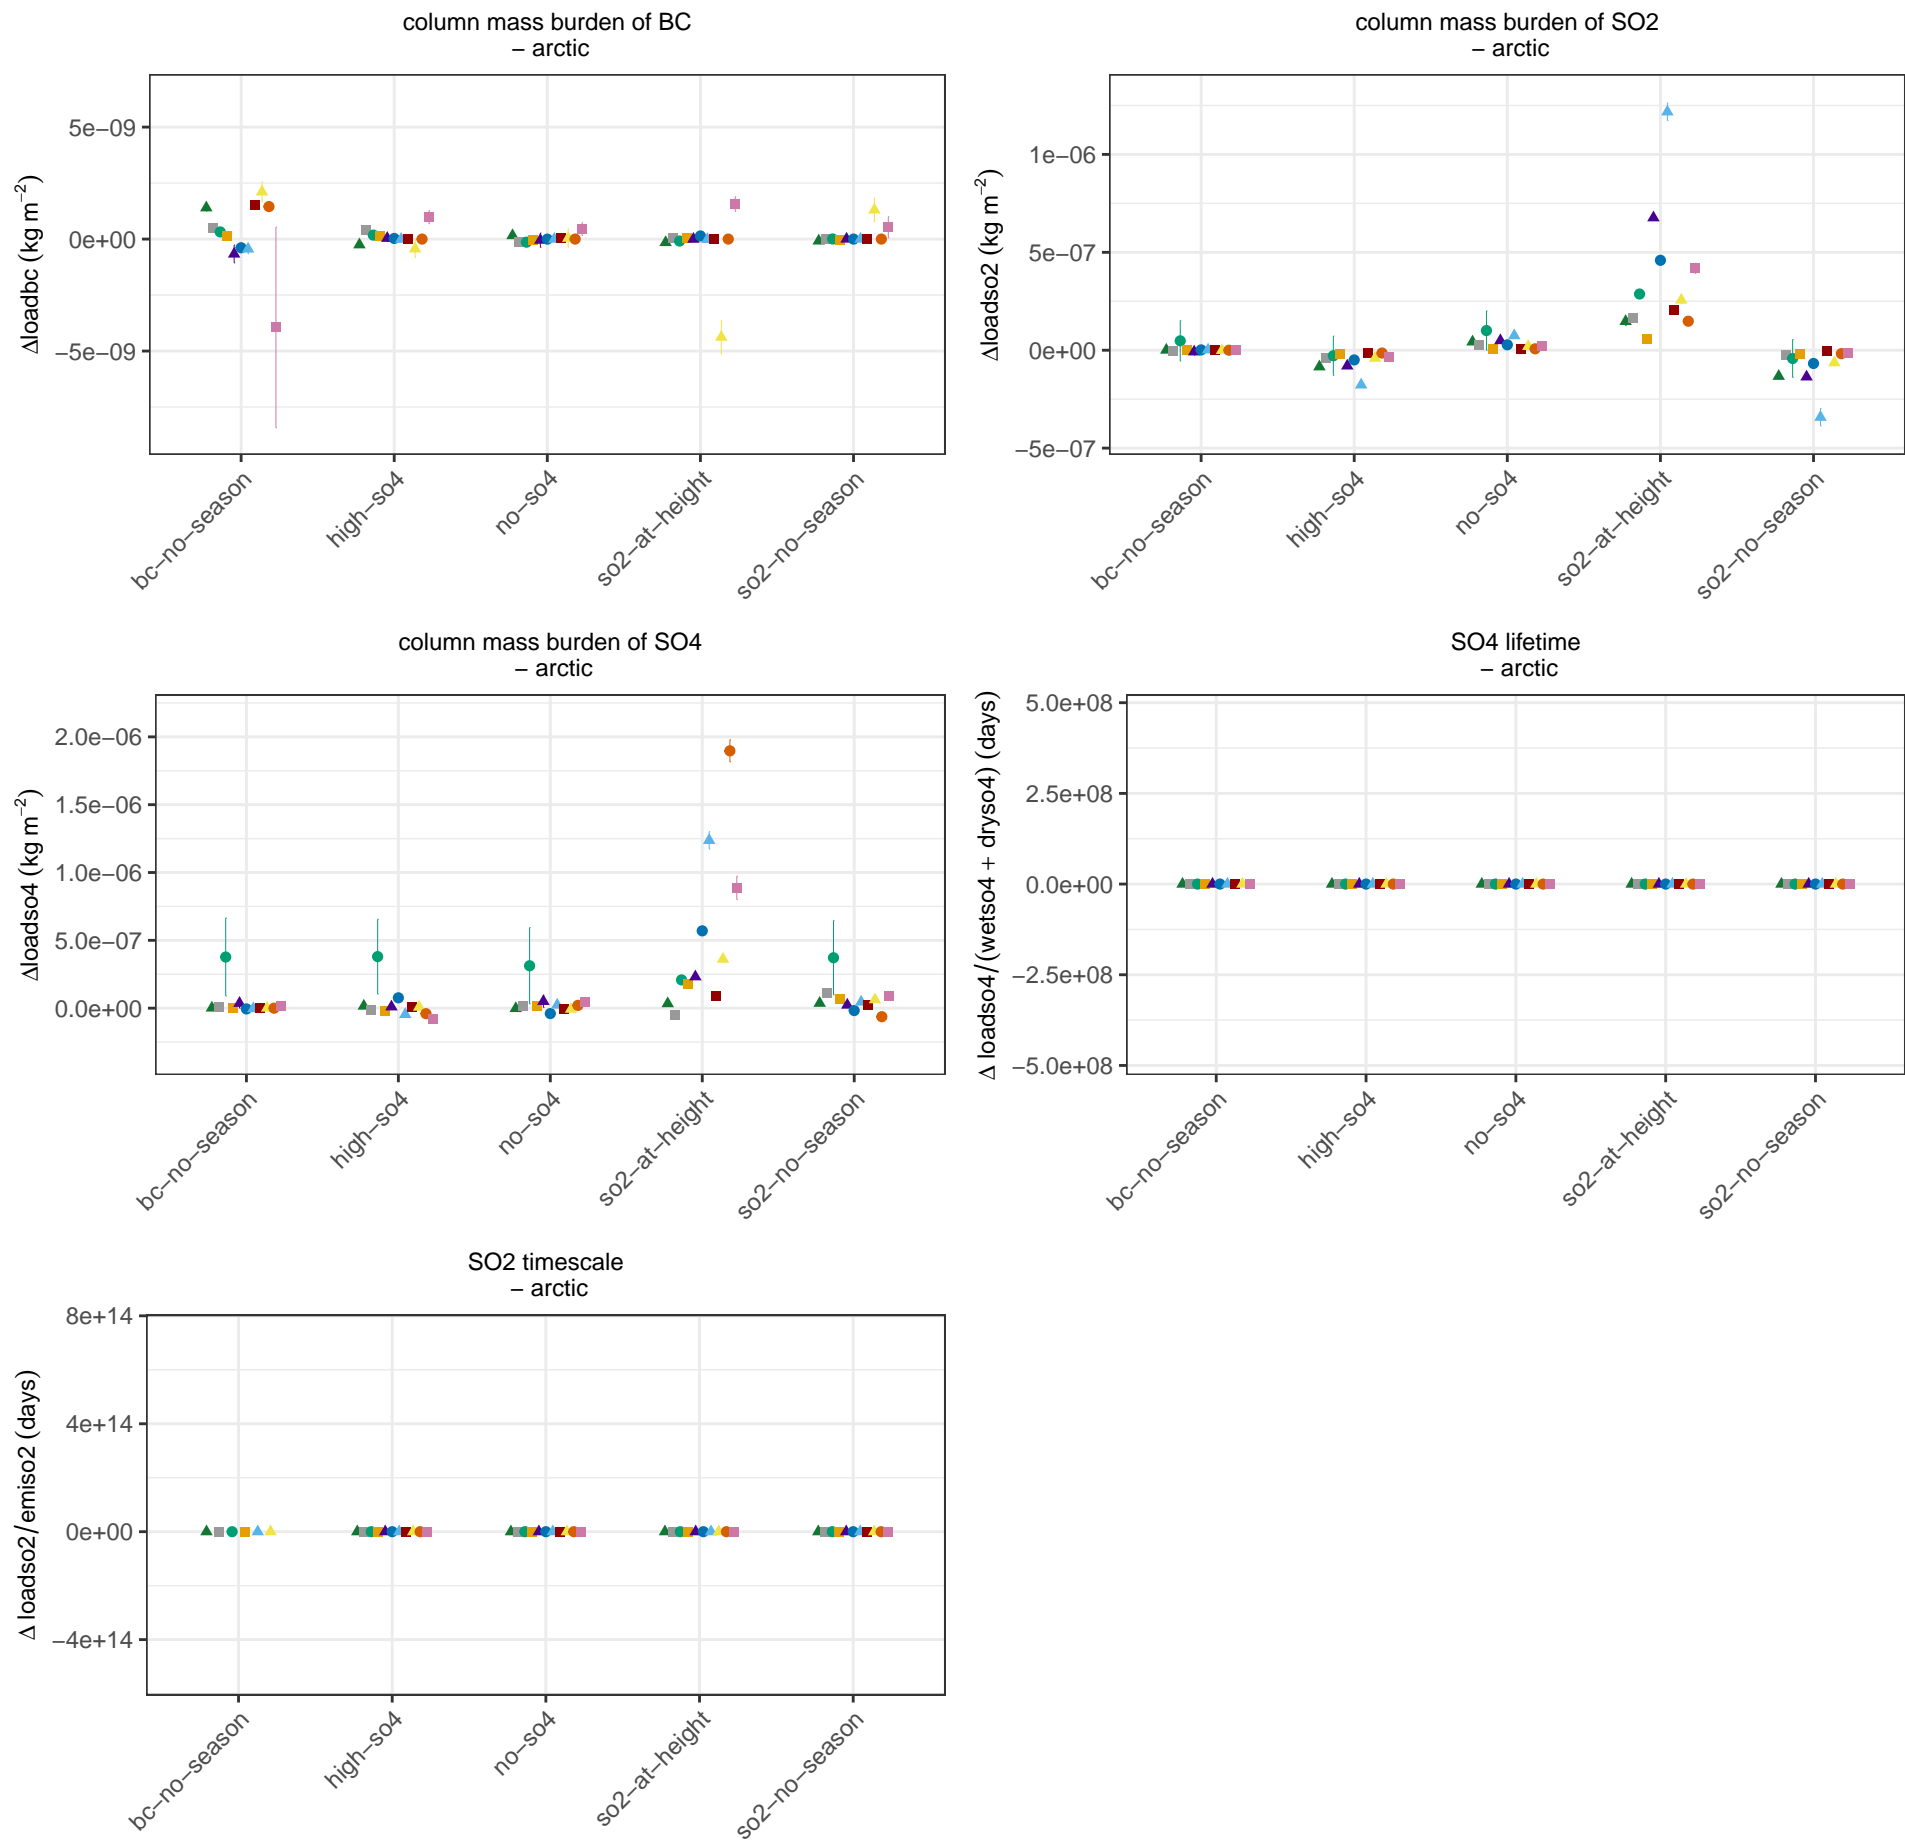 column mass burden of BC
− arctic
Δloadbc (kg m⁻²)
5e−09
0e+00
−5e−09
bc−no−season
high−so4
no−so4
so2−at−height
so2−no−season
column mass burden of SO2
− arctic
Δloadso2 (kg m⁻²)
1e−06
5e−07
0e+00
−5e−07
bc−no−season
high−so4
no−so4
so2−at−height
so2−no−season
column mass burden of SO4
− arctic
Δloadso4 (kg m⁻²)
2.0e−06
1.5e−06
1.0e−06
5.0e−07
0.0e+00
bc−no−season
high−so4
no−so4
so2−at−height
so2−no−season
SO4 lifetime
− arctic
Δ loadso4/(wetso4 + dryso4) (days)
5.0e+08
2.5e+08
0.0e+00
−2.5e+08
−5.0e+08
bc−no−season
high−so4
no−so4
so2−at−height
so2−no−season
SO2 timescale
− arctic
Δ loadso2/emiso2 (days)
8e+14
4e+14
0e+00
−4e+14
bc−no−season
high−so4
no−so4
so2−at−height
so2−no−season